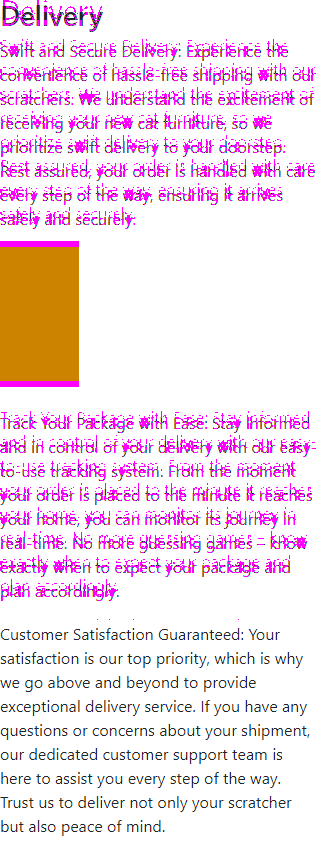 Delivery
Swift and Secure Delivery: Experience the
convenience of hassle-free shipping with our
scratchers. We understand the excitement of
receiving your new cat furniture, so we
prioritize swift delivery to your doorstep.
Rest assured, your order is handled with care
every step of the way, ensuring it arrives
safely and securely.
Track Your Package with Ease: Stay informed
and in control of your delivery with our easy-
to-use tracking system. From the moment
your order is placed to the minute it reaches
your home, you can monitor its journey in
real-time. No more guessing games – know
exactly when to expect your package and
plan accordingly.
Customer Satisfaction Guaranteed: Your
satisfaction is our top priority, which is why
we go above and beyond to provide
exceptional delivery service. If you have any
questions or concerns about your shipment,
our dedicated customer support team is
here to assist you every step of the way.
Trust us to deliver not only your scratcher
but also peace of mind.